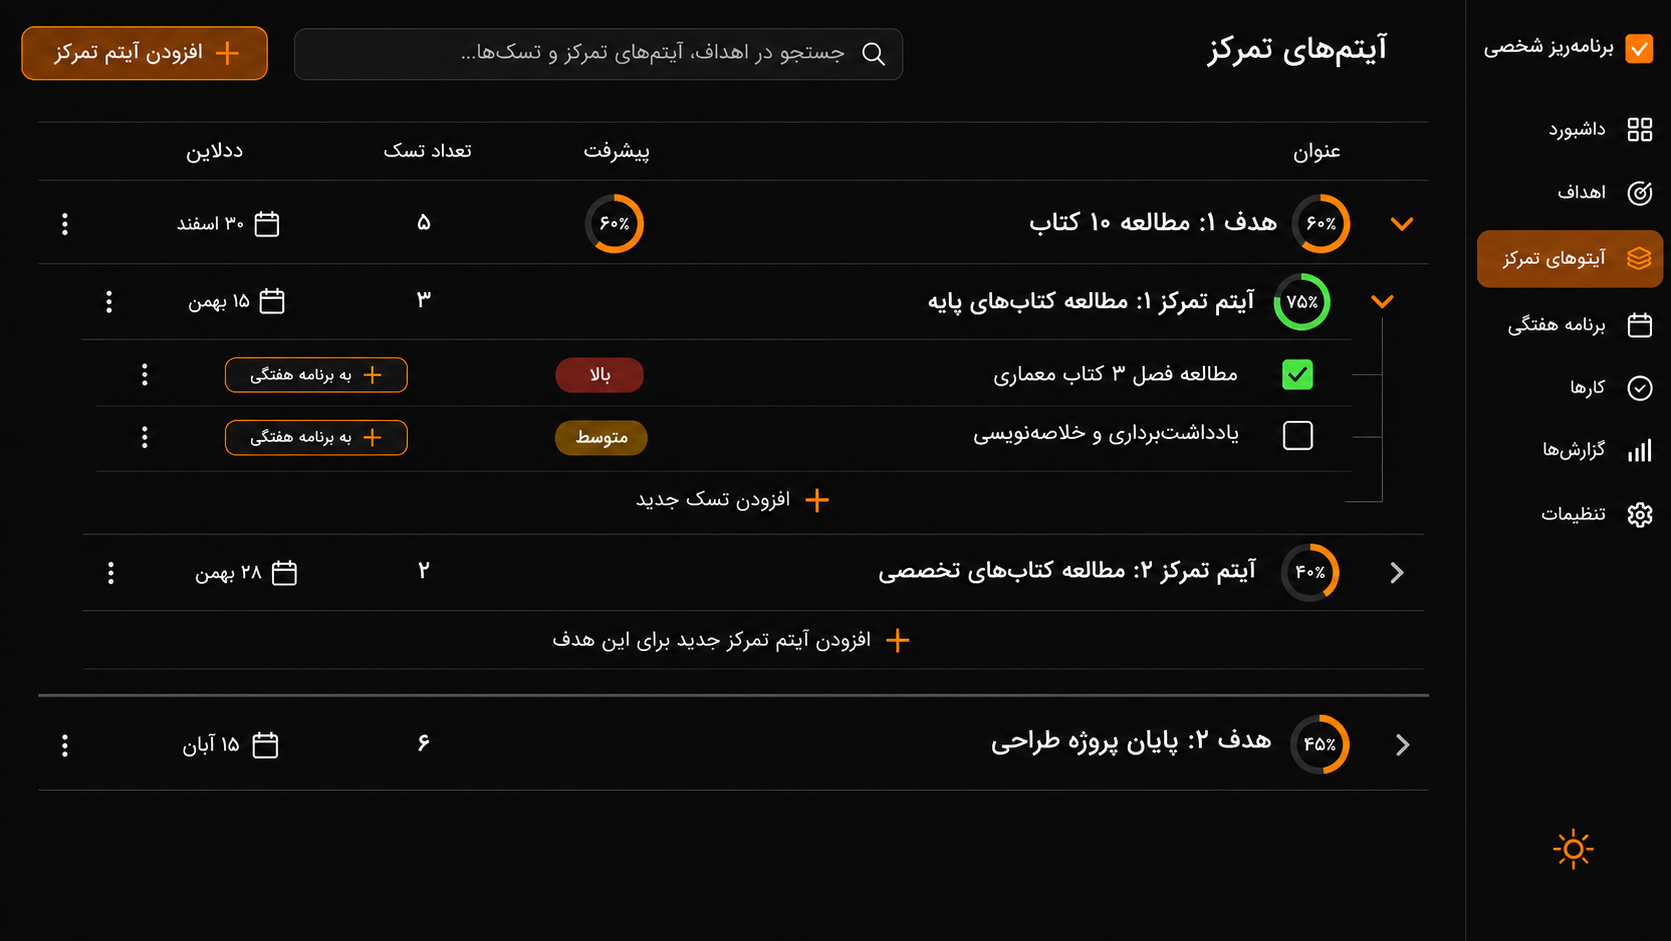 برنامه‌ریز شخصی
داشبورد
اهداف
آیتوهای تمرکز
برنامه هفتگی
کارها
گزارش‌ها
تنظیمات
آیتم‌های تمرکز
جستجو در اهداف، آیتم‌های تمرکز و تسک‌ها...
افزودن آیتم تمرکز
عنوان پیشرفت تعداد تسک ددلاین
۶۰% هدف ۱: مطالعه ۱۰ کتاب ۶۰% ۵ ۳۰ اسفند
۷۵% آیتم تمرکز ۱: مطالعه کتاب‌های پایه ۳ ۱۵ بهمن
مطالعه فصل ۳ کتاب معماری بالا + به برنامه هفتگی
یادداشت‌برداری و خلاصه‌نویسی متوسط + به برنامه هفتگی
+ افزودن تسک جدید
۴۰% آیتم تمرکز ۲: مطالعه کتاب‌های تخصصی ۲ ۲۸ بهمن
+ افزودن آیتم تمرکز جدید برای این هدف
۴۵% هدف ۲: پایان پروژه طراحی ۶ ۱۵ آبان